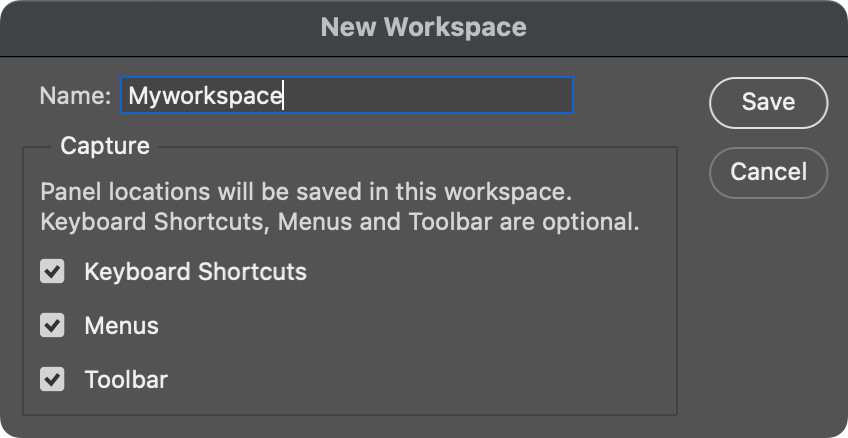 New Workspace
Name: Myworkspace
Save
Capture
Cancel
Panel locations will be saved in this workspace.
Keyboard Shortcuts, Menus and Toolbar are optional.
Keyboard Shortcuts
Menus
Toolbar